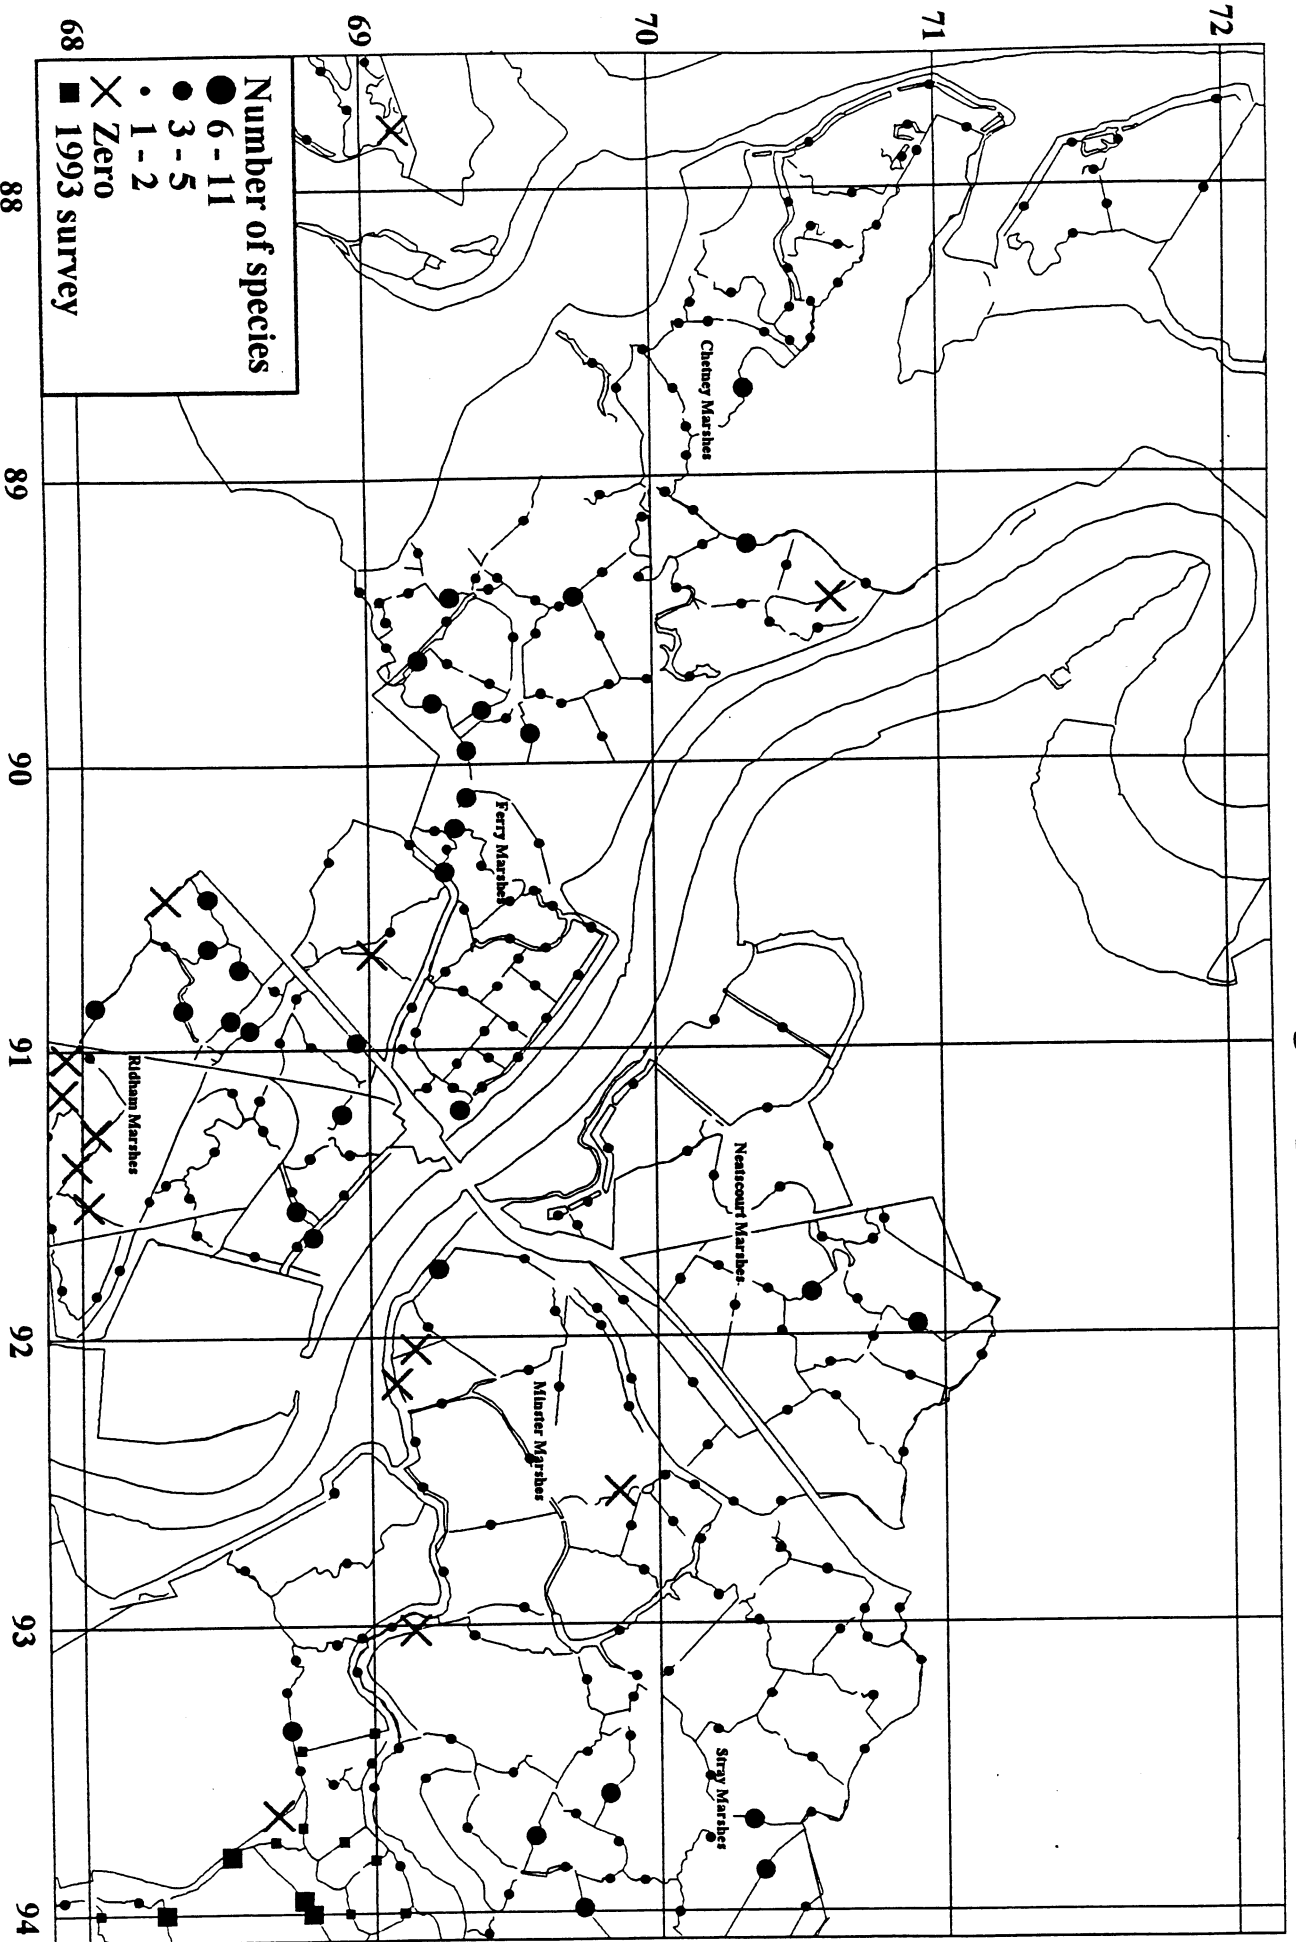 72
71
70
69
68
Number of species
6 - 11
3 - 5
1 - 2
Zero
1993 survey
88
89
90
91
92
93
94
Chetney Marshes
Ferry Marshes
Ridham Marshes
Neatscourt Marshes
Minster Marshes
Stray Marshes